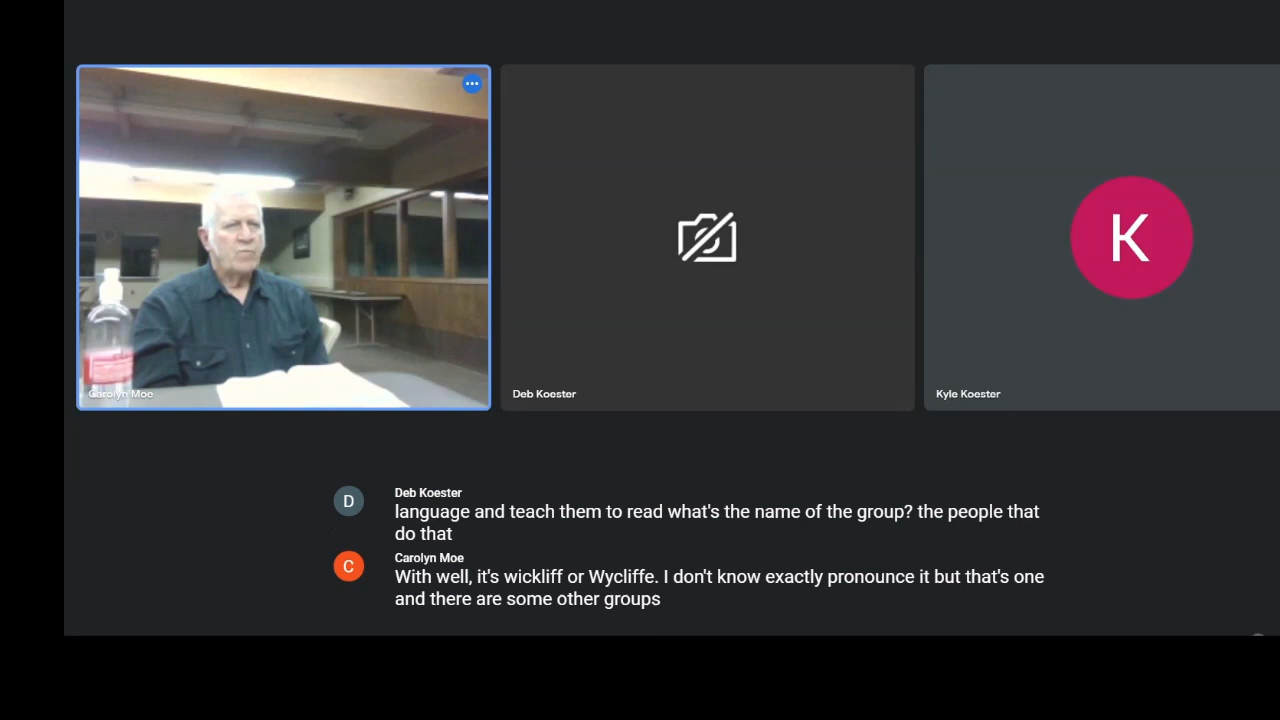 Carolyn Moe
Deb Koester
K
Kyle Koester
D
Deb Koester
language and teach them to read what's the name of the group? the people that
do that
C
Carolyn Moe
With well, it's wickliff or Wycliffe. I don't know exactly pronounce it but that's one
and there are some other groups